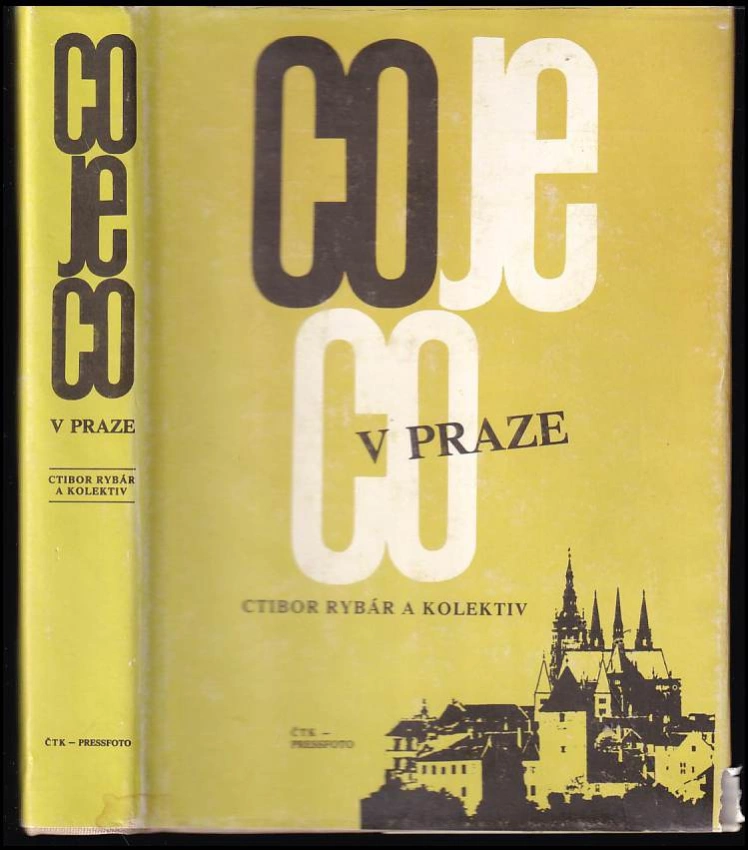 CO
je
CO
V PRAZE
CTIBOR RYBÁR
A KOLEKTIV
ČTK – PRESSFOTO
CO je
CO
V PRAZE
CTIBOR RYBÁR A KOLEKTIV
ČTK –
PRESSFOTO